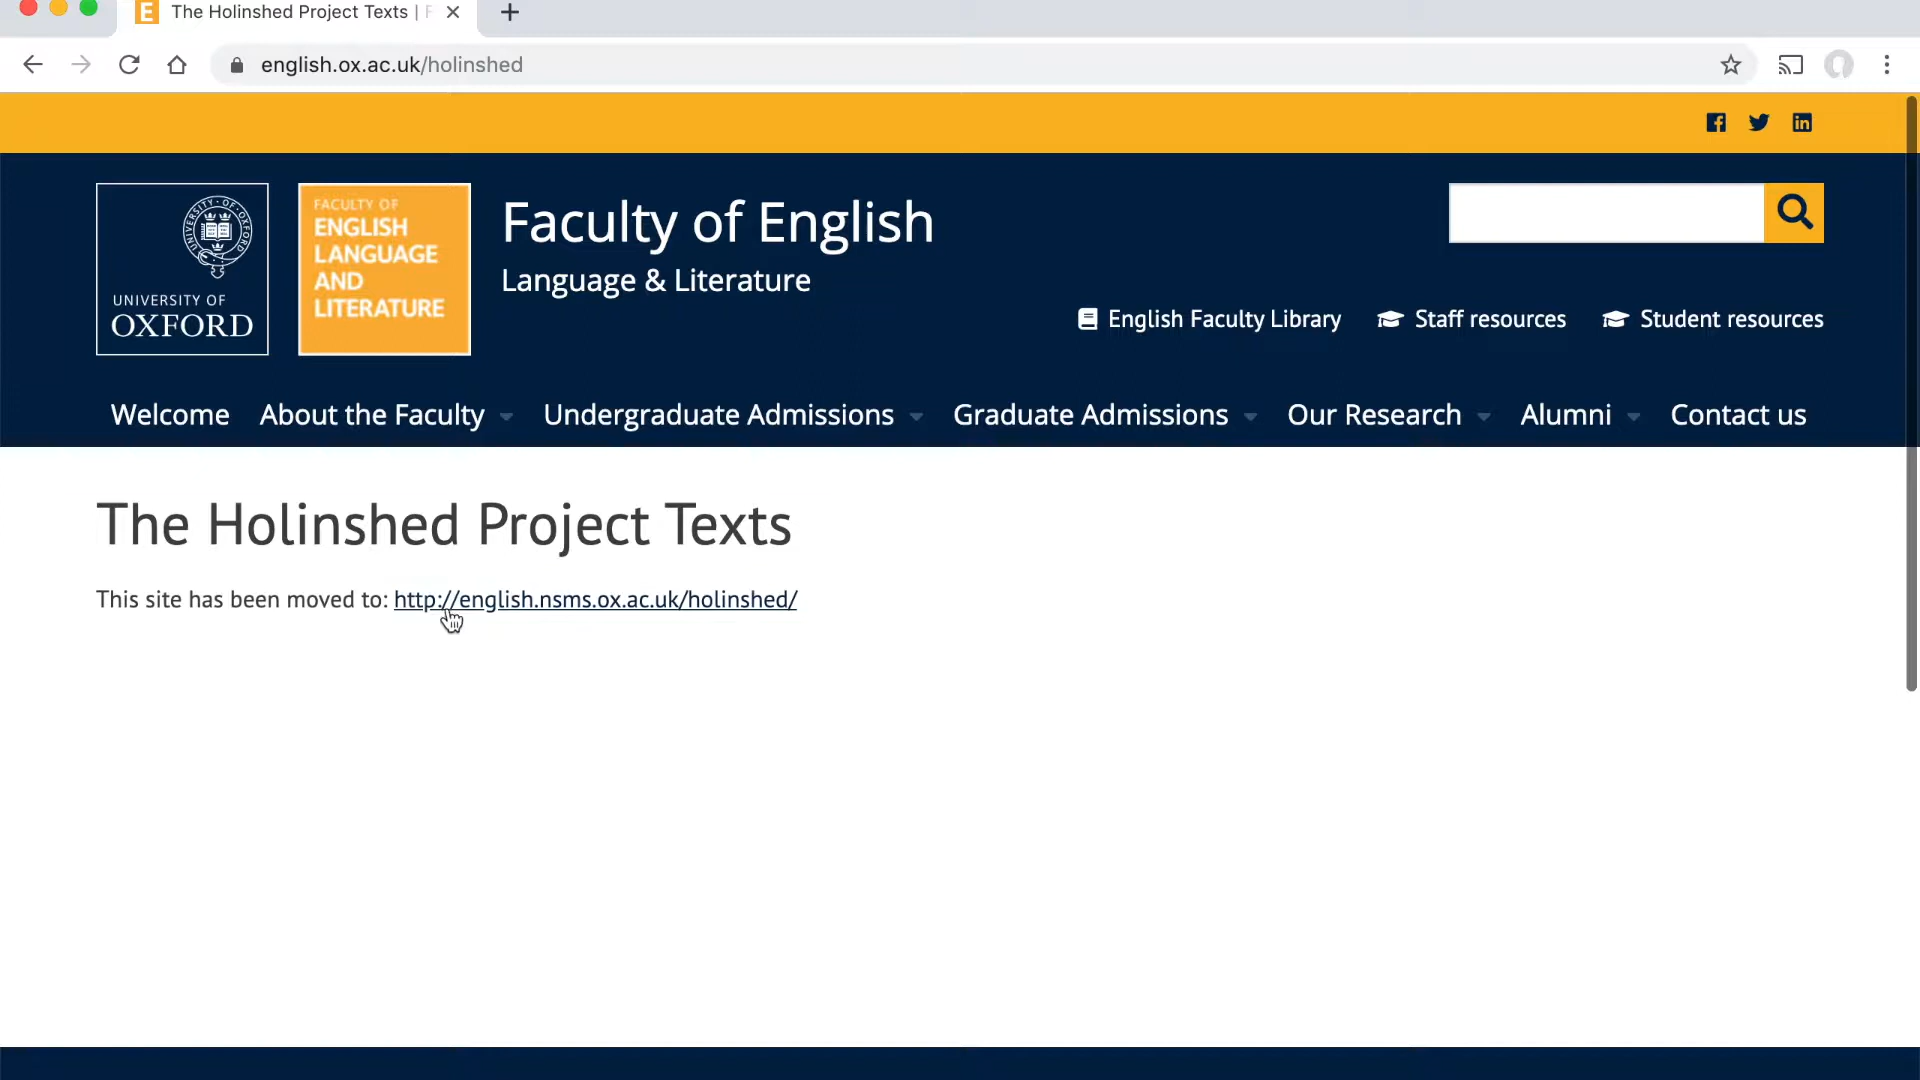 The Holinshed Project Texts |
english.ox.ac.uk/holinshed
UNIVERSITY OF
OXFORD
FACULTY OF
ENGLISH
LANGUAGE
AND
LITERATURE
Faculty of English
Language & Literature
English Faculty Library
Staff resources
Student resources
Welcome
About the Faculty
Undergraduate Admissions
Graduate Admissions
Our Research
Alumni
Contact us
The Holinshed Project Texts
This site has been moved to: http://english.nsms.ox.ac.uk/holinshed/